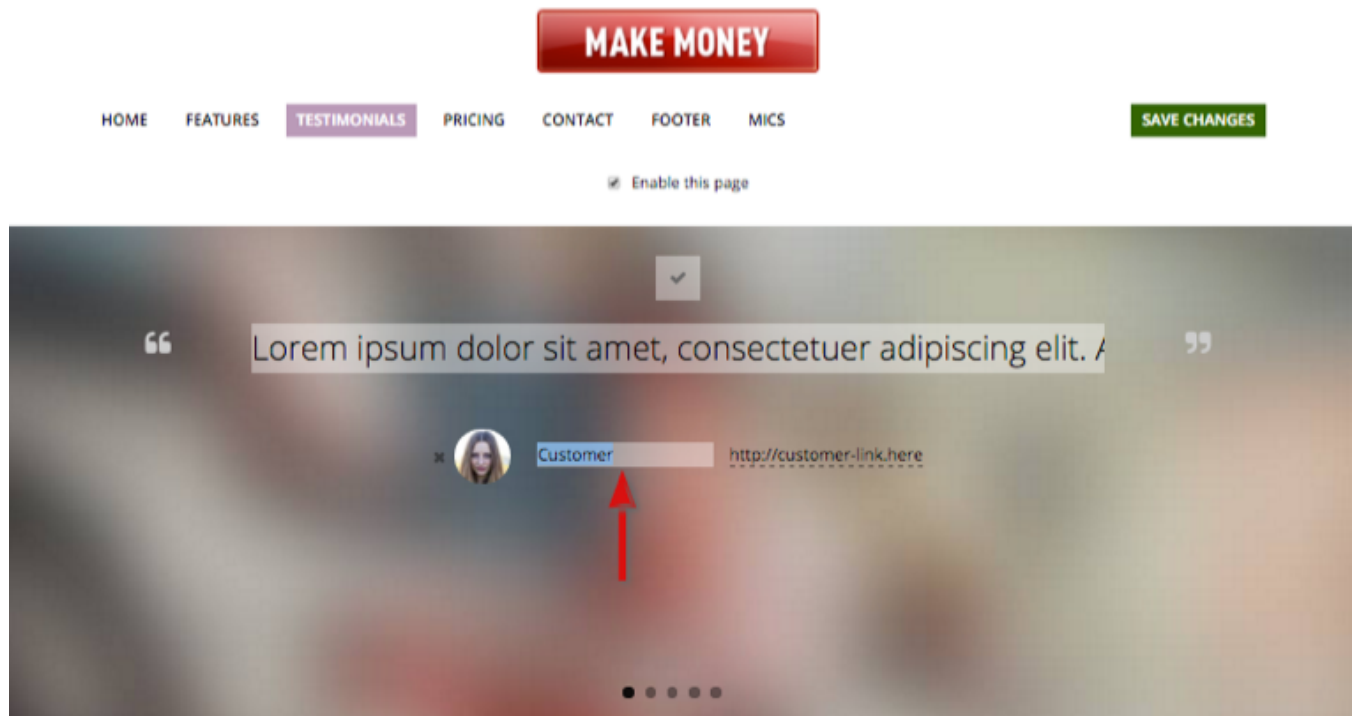 MAKE MONEY
HOME FEATURES TESTIMONIALS PRICING CONTACT FOOTER MICS SAVE CHANGES
Enable this page
“ Lorem ipsum dolor sit amet, consectetuer adipiscing elit. A ”
Customer http://customer-link.here